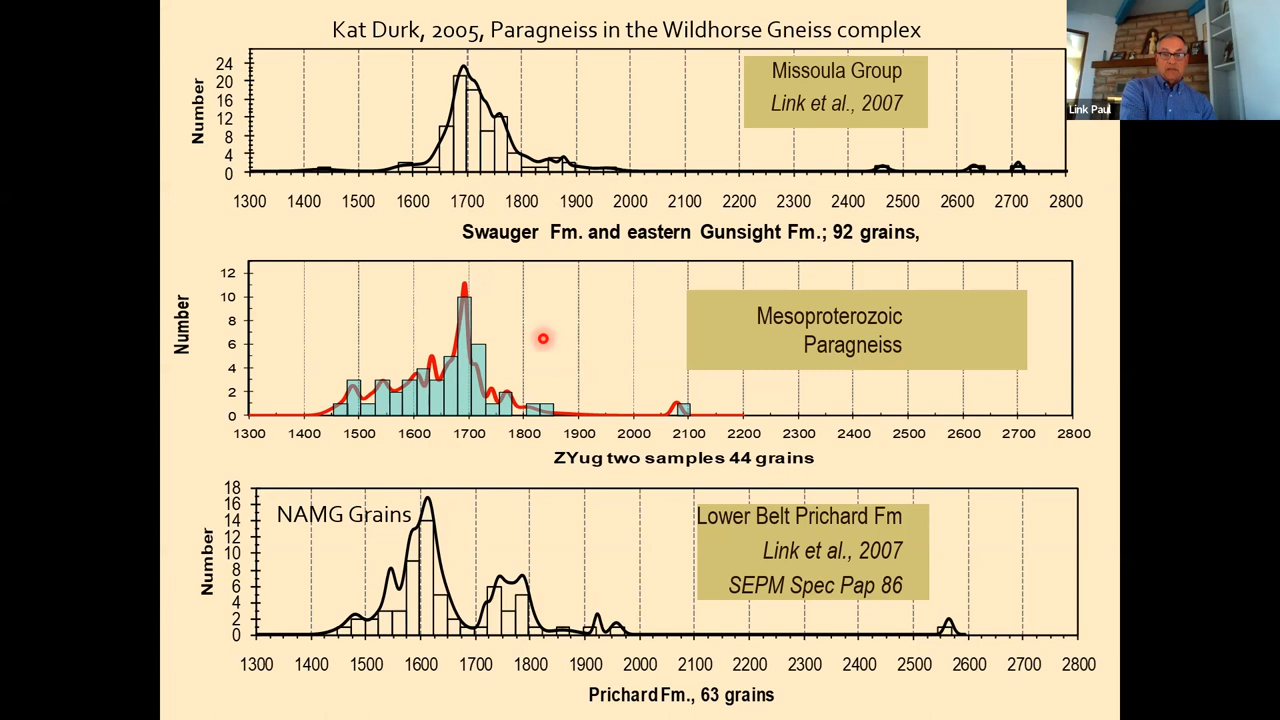 Kat Durk, 2005, Paragneiss in the Wildhorse Gneiss complex
Link Paul
24
20
16
12
8
4
0
Number
Missoula Group
Link et al., 2007
1300 1400 1500 1600 1700 1800 1900 2000 2100 2200 2300 2400 2500 2600 2700 2800
Swauger Fm. and eastern Gunsight Fm.; 92 grains,
12
10
8
6
4
2
0
Number
Mesoproterozoic
Paragneiss
1300 1400 1500 1600 1700 1800 1900 2000 2100 2200 2300 2400 2500 2600 2700 2800
ZYug two samples 44 grains
18
16
14
12
10
8
6
4
2
0
Number
NAMG Grains
Lower Belt Prichard Fm
Link et al., 2007
SEPM Spec Pap 86
1300 1400 1500 1600 1700 1800 1900 2000 2100 2200 2300 2400 2500 2600 2700 2800
Prichard Fm., 63 grains